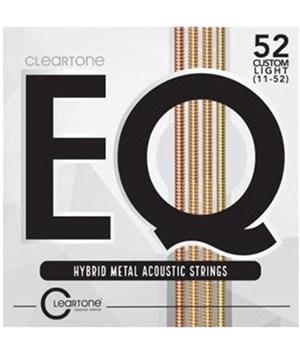 CLEARTONE
52
CUSTOM
LIGHT
(11-52)
EQ
HYBRID METAL ACOUSTIC STRINGS
CLEARTONE